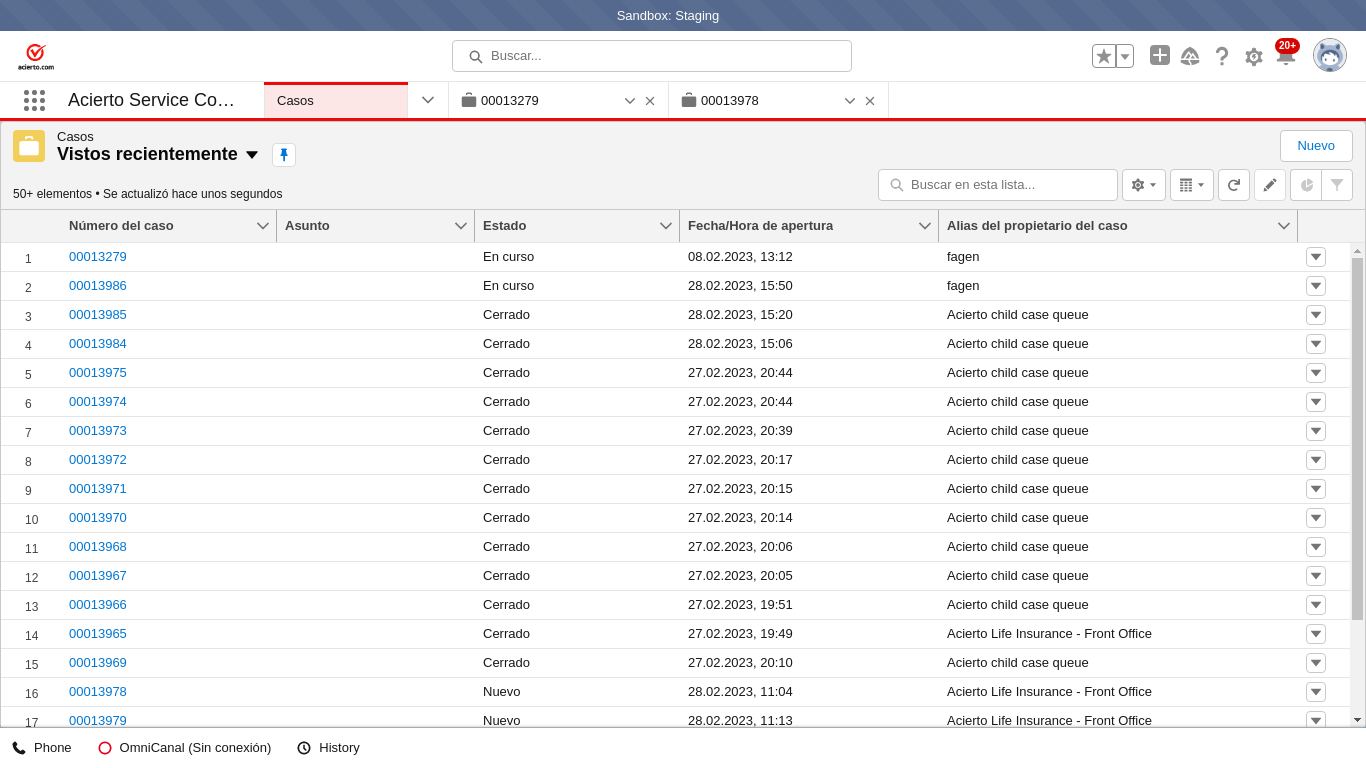 Sandbox: Staging
acierto.com
Buscar...
20+
Acierto Service Co…
Casos
00013279
00013978
Casos
Vistos recientemente
Nuevo
50+ elementos • Se actualizó hace unos segundos
Buscar en esta lista...
Número del caso Asunto Estado Fecha/Hora de apertura Alias del propietario del caso
1 00013279 En curso 08.02.2023, 13:12 fagen
2 00013986 En curso 28.02.2023, 15:50 fagen
3 00013985 Cerrado 28.02.2023, 15:20 Acierto child case queue
4 00013984 Cerrado 28.02.2023, 15:06 Acierto child case queue
5 00013975 Cerrado 27.02.2023, 20:44 Acierto child case queue
6 00013974 Cerrado 27.02.2023, 20:44 Acierto child case queue
7 00013973 Cerrado 27.02.2023, 20:39 Acierto child case queue
8 00013972 Cerrado 27.02.2023, 20:17 Acierto child case queue
9 00013971 Cerrado 27.02.2023, 20:15 Acierto child case queue
10 00013970 Cerrado 27.02.2023, 20:14 Acierto child case queue
11 00013968 Cerrado 27.02.2023, 20:06 Acierto child case queue
12 00013967 Cerrado 27.02.2023, 20:05 Acierto child case queue
13 00013966 Cerrado 27.02.2023, 19:51 Acierto child case queue
14 00013965 Cerrado 27.02.2023, 19:49 Acierto Life Insurance - Front Office
15 00013969 Cerrado 27.02.2023, 20:10 Acierto child case queue
16 00013978 Nuevo 28.02.2023, 11:04 Acierto Life Insurance - Front Office
17 00013979 Nuevo 28.02.2023, 11:13 Acierto Life Insurance - Front Office
Phone OmniCanal (Sin conexión) History